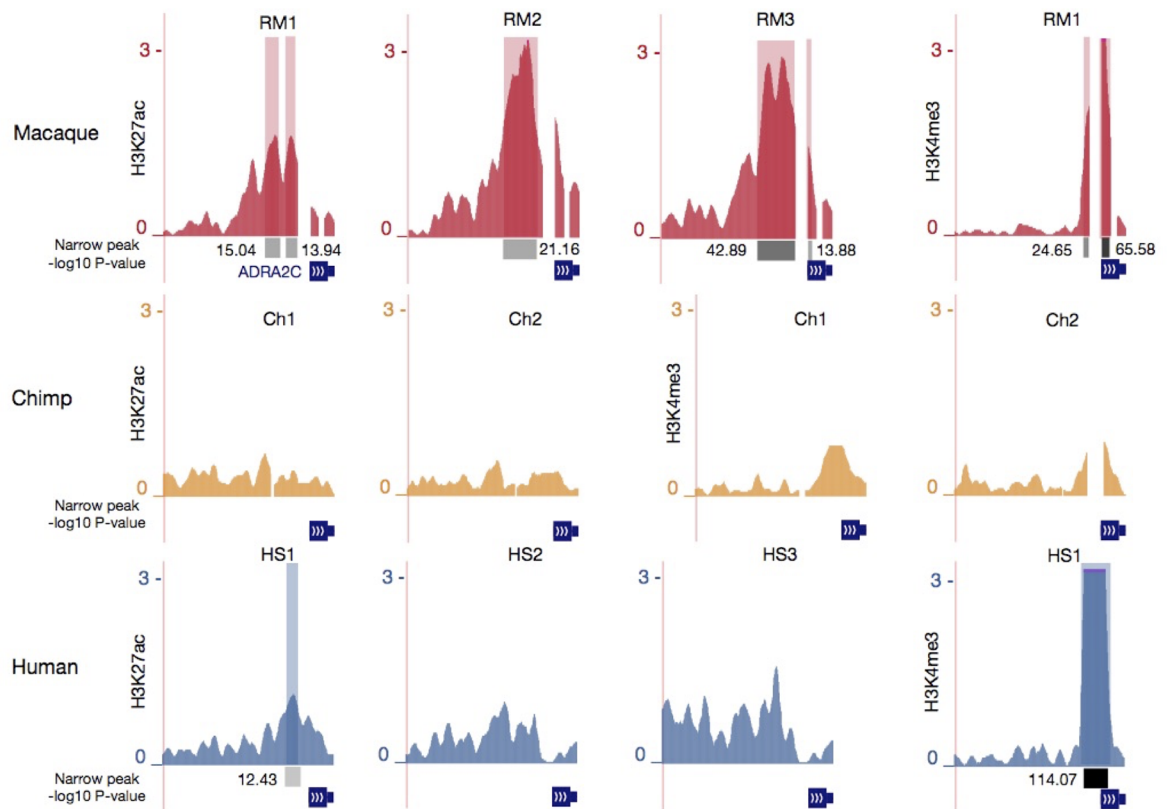 RM1 RM2 RM3 RM1
3 - 3 - 3 - 3 -
Macaque
H3K27ac H3K4me3
0 0 0 0
Narrow peak
-log10 P-value
15.04 13.94 21.16 42.89 13.88 24.65 65.58
ADRA2C
3 - 3 - 3 - 3 -
Ch1 Ch2 Ch1 Ch2
Chimp
H3K27ac H3K4me3
0 0 0 0
Narrow peak
-log10 P-value
HS1 HS2 HS3 HS1
3 - 3 - 3 - 3 -
Human
H3K27ac H3K4me3
0 0 0 0
Narrow peak
-log10 P-value
12.43 114.07